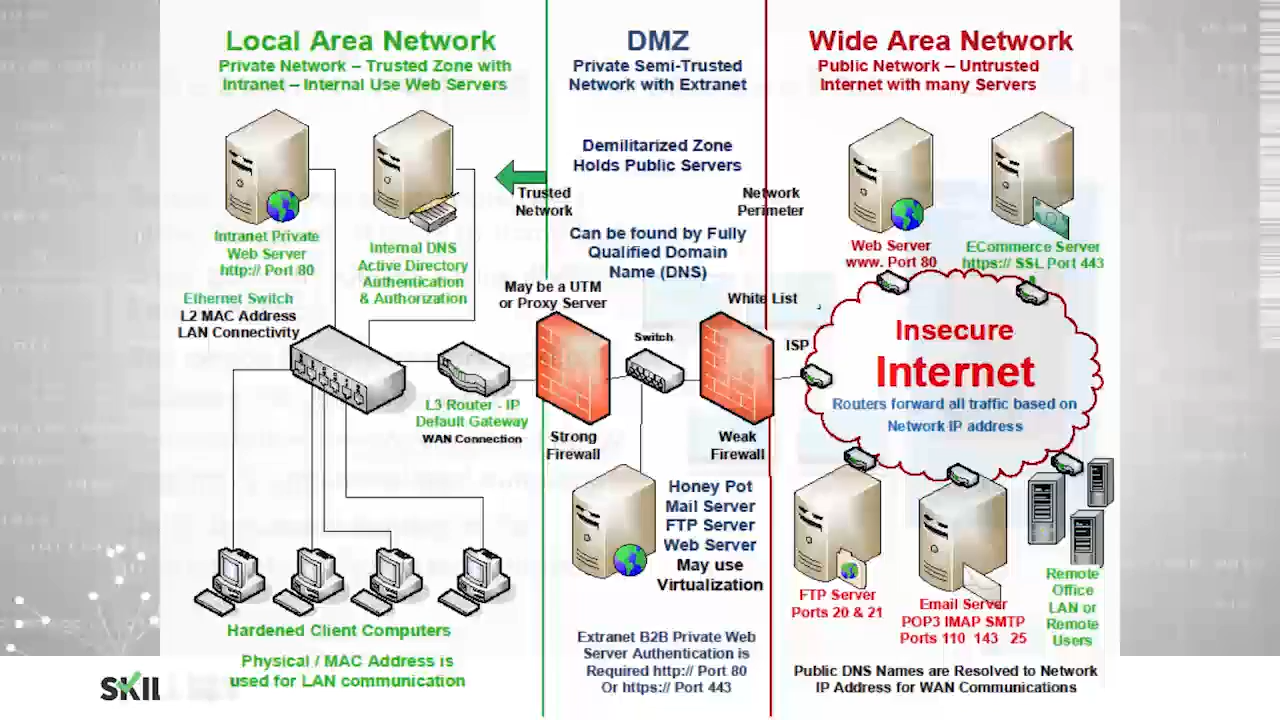 Local Area Network
Private Network – Trusted Zone with
Intranet – Internal Use Web Servers
Intranet Private
Web Server
http:// Port 80
Internal DNS
Active Directory
Authentication
& Authorization
Ethernet Switch
L2 MAC Address
LAN Connectivity
L3 Router - IP
Default Gateway
WAN Connection
Hardened Client Computers
Physical / MAC Address is
used for LAN communication
DMZ
Private Semi-Trusted
Network with Extranet
Demilitarized Zone
Holds Public Servers
Trusted
Network
Network
Perimeter
Can be found by Fully
Qualified Domain
Name (DNS)
May be a UTM
or Proxy Server
White List
Switch
Strong
Firewall
Weak
Firewall
Honey Pot
Mail Server
FTP Server
Web Server
May use
Virtualization
Extranet B2B Private Web
Server Authentication is
Required http:// Port 80
Or https:// Port 443
Wide Area Network
Public Network – Untrusted
Internet with many Servers
Web Server
www. Port 80
ECommerce Server
https:// SSL Port 443
ISP
Insecure
Internet
Routers forward all traffic based on
Network IP address
FTP Server
Ports 20 & 21
Email Server
POP3 IMAP SMTP
Ports 110 143 25
Remote
Office
LAN or
Remote
Users
Public DNS Names are Resolved to Network
IP Address for WAN Communications
SKIL